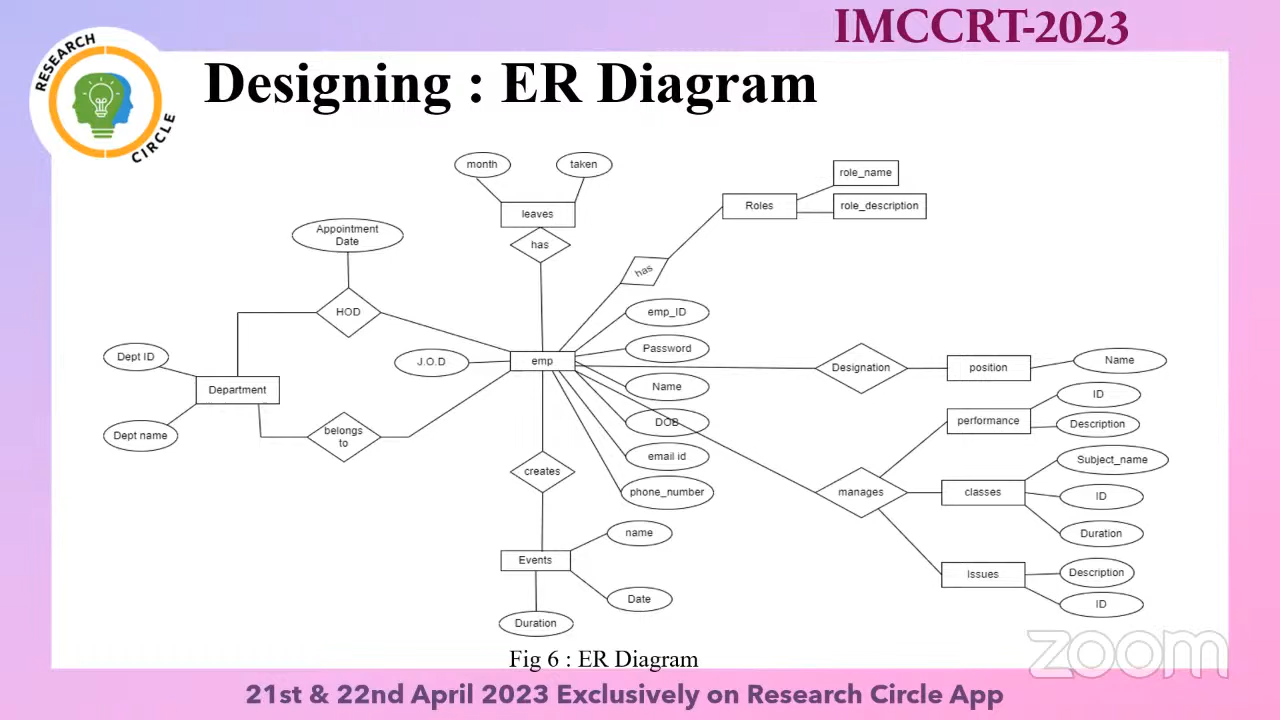 IMCCRT-2023
RESEARCH
CIRCLE
Designing : ER Diagram
month
taken
role_name
leaves
Roles
role_description
Appointment
Date
has
has
HOD
emp_ID
Password
Dept ID
J.O.D
emp
Designation
position
Name
Department
Name
ID
performance
Description
DOB
Dept name
belongs
to
email id
Subject_name
creates
phone_number
manages
classes
ID
name
Duration
Events
Issues
Description
Date
ID
Duration
zoom
Fig 6 : ER Diagram
21st & 22nd April 2023 Exclusively on Research Circle App